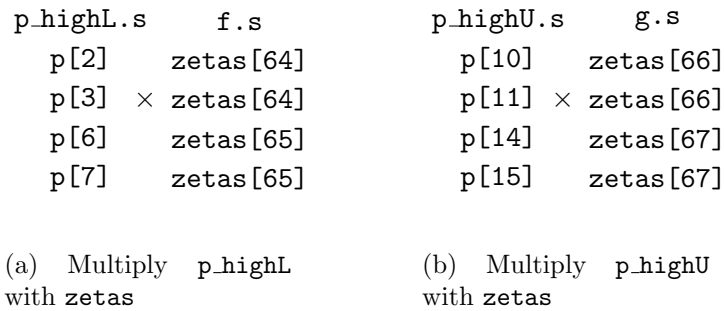 p_highL.s f.s p_highU.s g.s
p[2] zetas[64] p[10] zetas[66]
p[3] × zetas[64] p[11] × zetas[66]
p[6] zetas[65] p[14] zetas[67]
p[7] zetas[65] p[15] zetas[67]
(a) Multiply p_highL
with zetas
(b) Multiply p_highU
with zetas